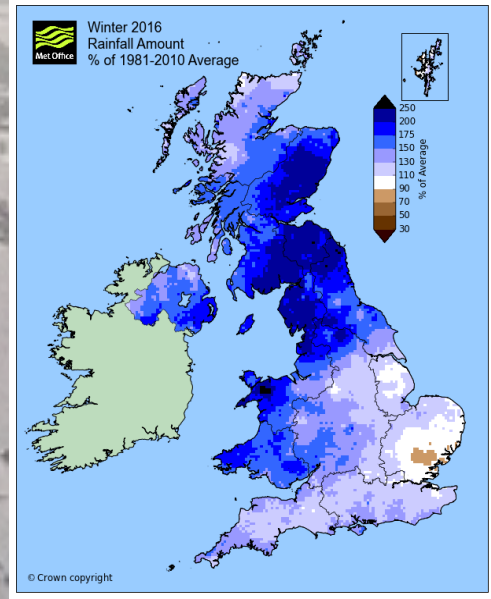 Met Office
Winter 2016
Rainfall Amount
% of 1981-2010 Average
250
200
175
150
130
110
90
70
50
30
% of Average
© Crown copyright